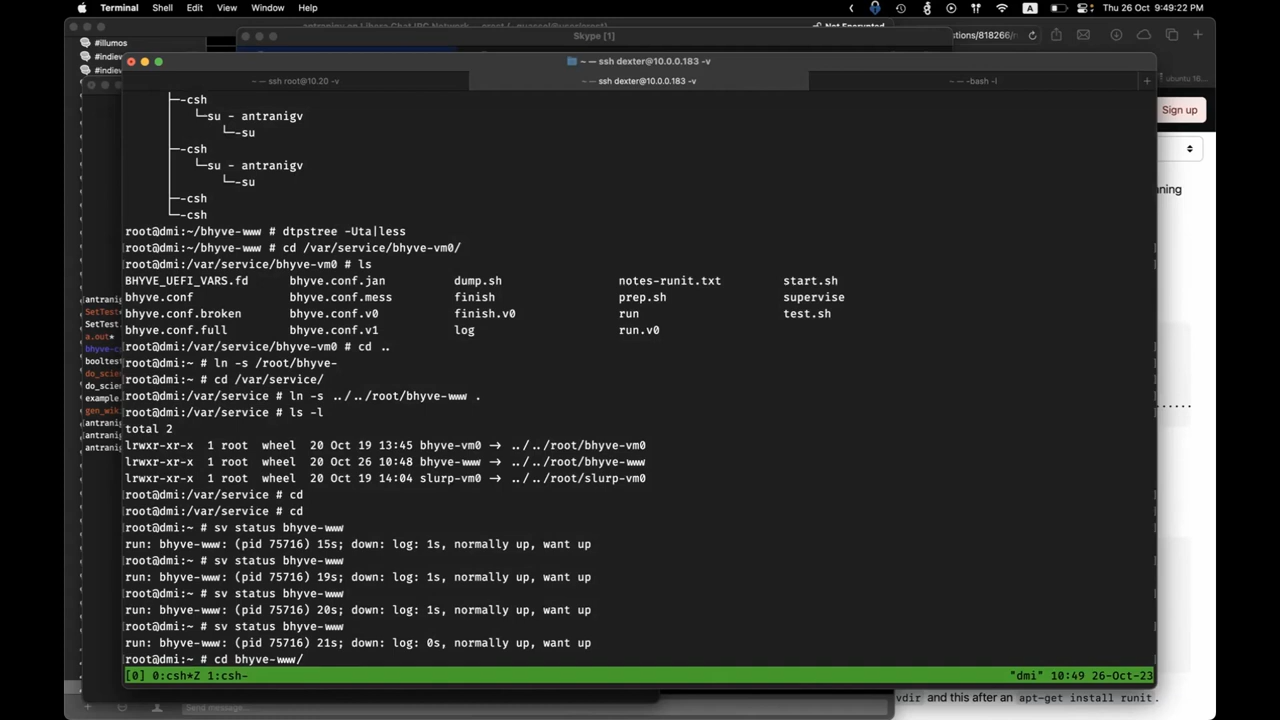 Terminal Shell Edit View Window Help
Thu 26 Oct 9:49:22 PM
Not Encrypted
Skype [1]
#illumos
#indiew
#indiew
~ — ssh dexter@10.0.0.183 -v
~ — ssh root@10.20 -v
~ — ssh dexter@10.0.0.183 -v
~ — -bash -l
Sign up
├─-csh
└─su - antranigv
└─-su
├─-csh
└─su - antranigv
└─-su
├─-csh
└─-csh
root@dmi:~/bhyve-www # dtpstree -Uta|less
root@dmi:~/bhyve-www # cd /var/service/bhyve-vm0/
root@dmi:/var/service/bhyve-vm0 # ls
BHYVE_UEFI_VARS.fd bhyve.conf.jan dump.sh notes-runit.txt start.sh
bhyve.conf bhyve.conf.mess finish prep.sh supervise
bhyve.conf.broken bhyve.conf.v0 finish.v0 run test.sh
bhyve.conf.full bhyve.conf.v1 log run.v0
root@dmi:/var/service/bhyve-vm0 # cd ..
root@dmi:~ # ln -s /root/bhyve-
root@dmi:~ # cd /var/service/
root@dmi:/var/service # ln -s ../../root/bhyve-www .
root@dmi:/var/service # ls -l
total 2
lrwxr-xr-x 1 root wheel 20 Oct 19 13:45 bhyve-vm0 -> ../../root/bhyve-vm0
lrwxr-xr-x 1 root wheel 20 Oct 26 10:48 bhyve-www -> ../../root/bhyve-www
lrwxr-xr-x 1 root wheel 20 Oct 19 14:04 slurp-vm0 -> ../../root/slurp-vm0
root@dmi:/var/service # cd
root@dmi:/var/service # cd
root@dmi:~ # sv status bhyve-www
run: bhyve-www: (pid 75716) 15s; down: log: 1s, normally up, want up
root@dmi:~ # sv status bhyve-www
run: bhyve-www: (pid 75716) 19s; down: log: 1s, normally up, want up
root@dmi:~ # sv status bhyve-www
run: bhyve-www: (pid 75716) 20s; down: log: 1s, normally up, want up
root@dmi:~ # sv status bhyve-www
run: bhyve-www: (pid 75716) 21s; down: log: 0s, normally up, want up
root@dmi:~ # cd bhyve-www/
[0] 0:csh*Z 1:csh- "dmi" 10:49 26-Oct-23
Send message...
vdir and this after an apt-get install runit.